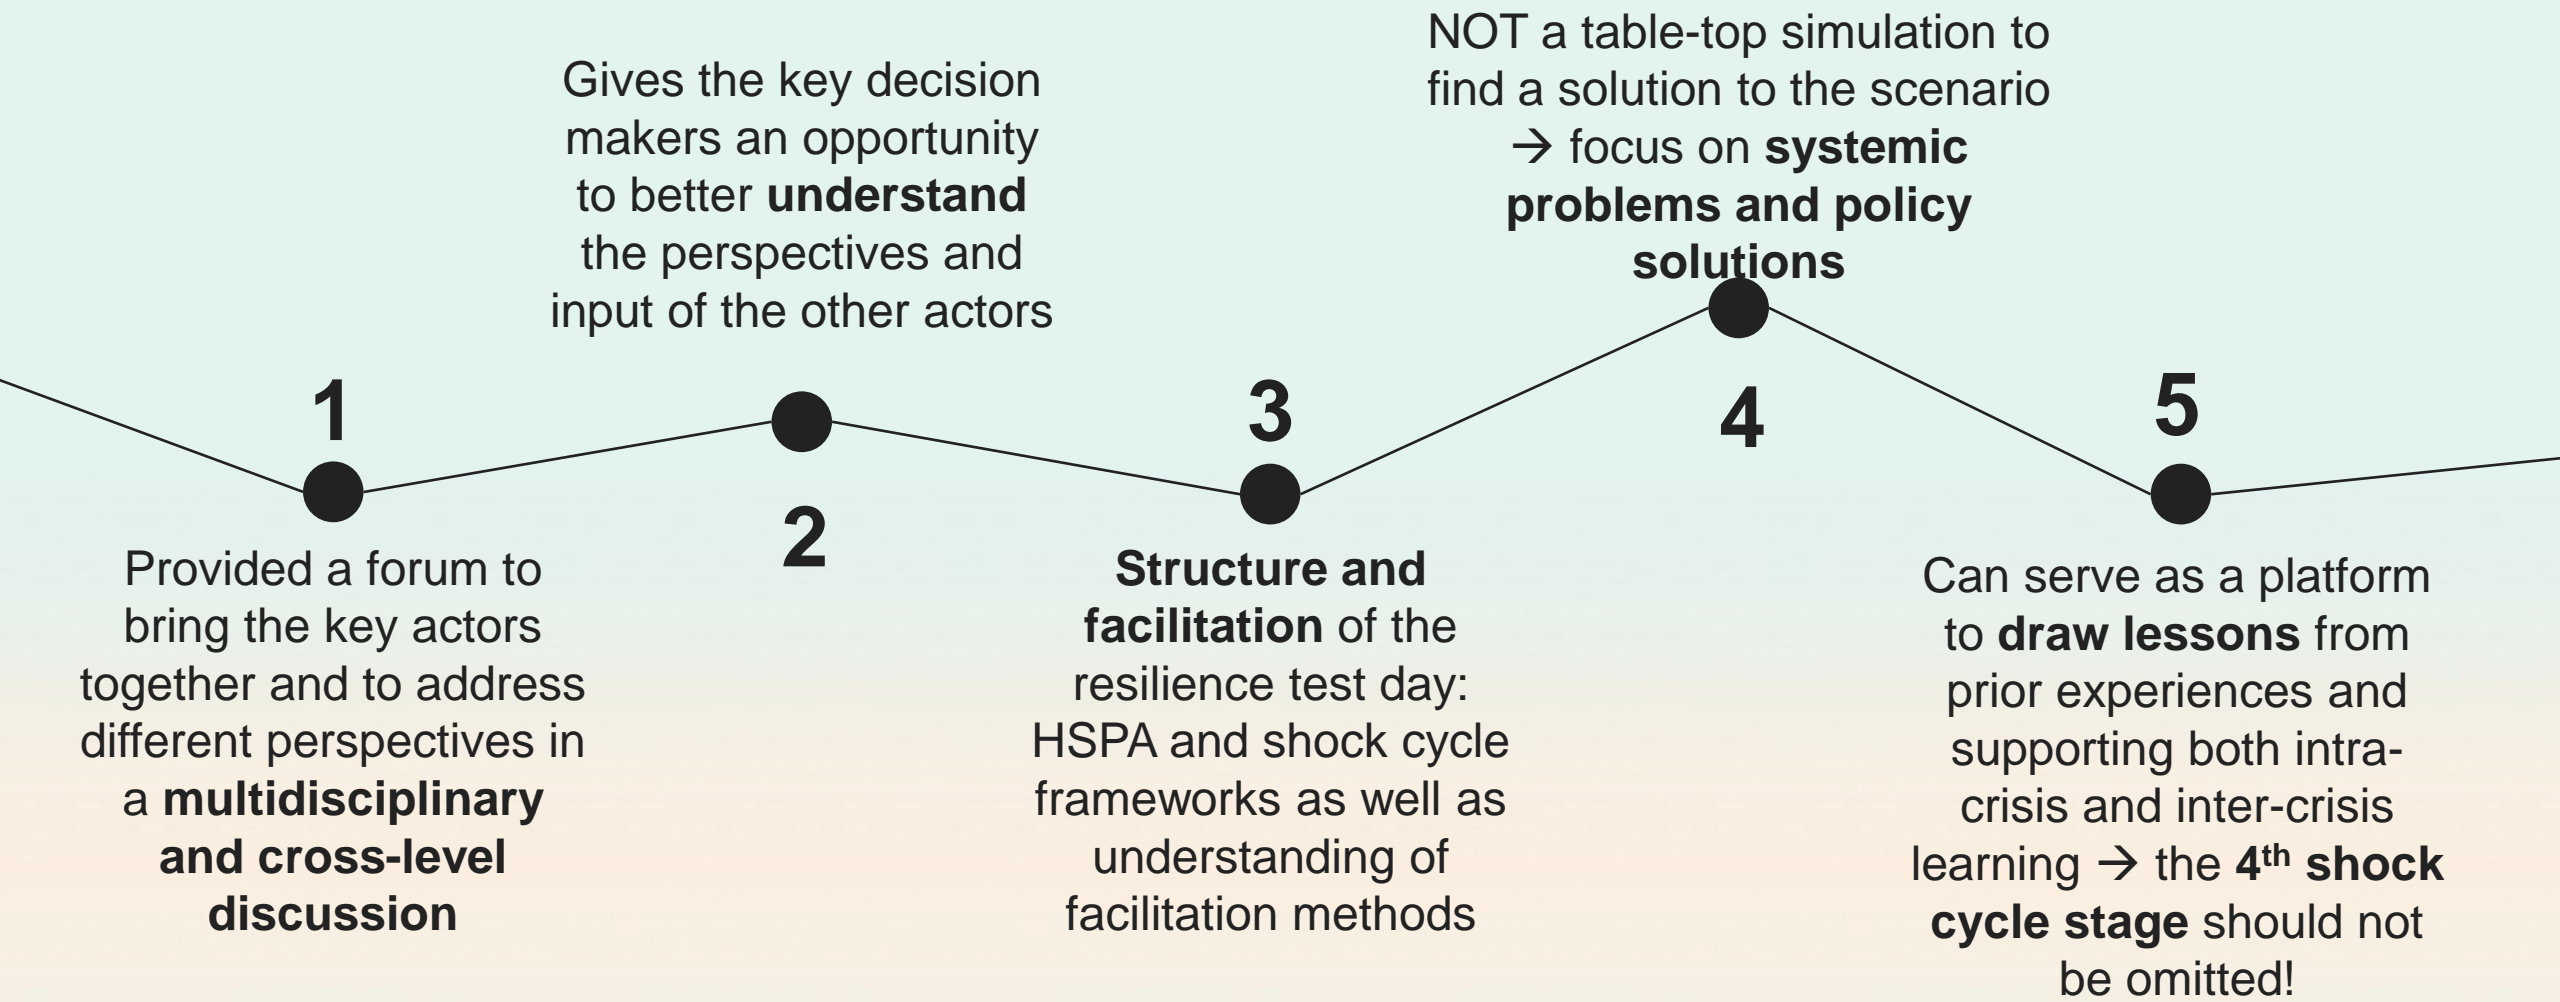 1
Provided a forum to
bring the key actors
together and to address
different perspectives in
a multidisciplinary
and cross-level
discussion
Gives the key decision
makers an opportunity
to better understand
the perspectives and
input of the other actors
2
3
Structure and
facilitation of the
resilience test day:
HSPA and shock cycle
frameworks as well as
understanding of
facilitation methods
NOT a table-top simulation to
find a solution to the scenario
→ focus on systemic
problems and policy
solutions
4
5
Can serve as a platform
to draw lessons from
prior experiences and
supporting both intra-
crisis and inter-crisis
learning → the 4th shock
cycle stage should not
be omitted!